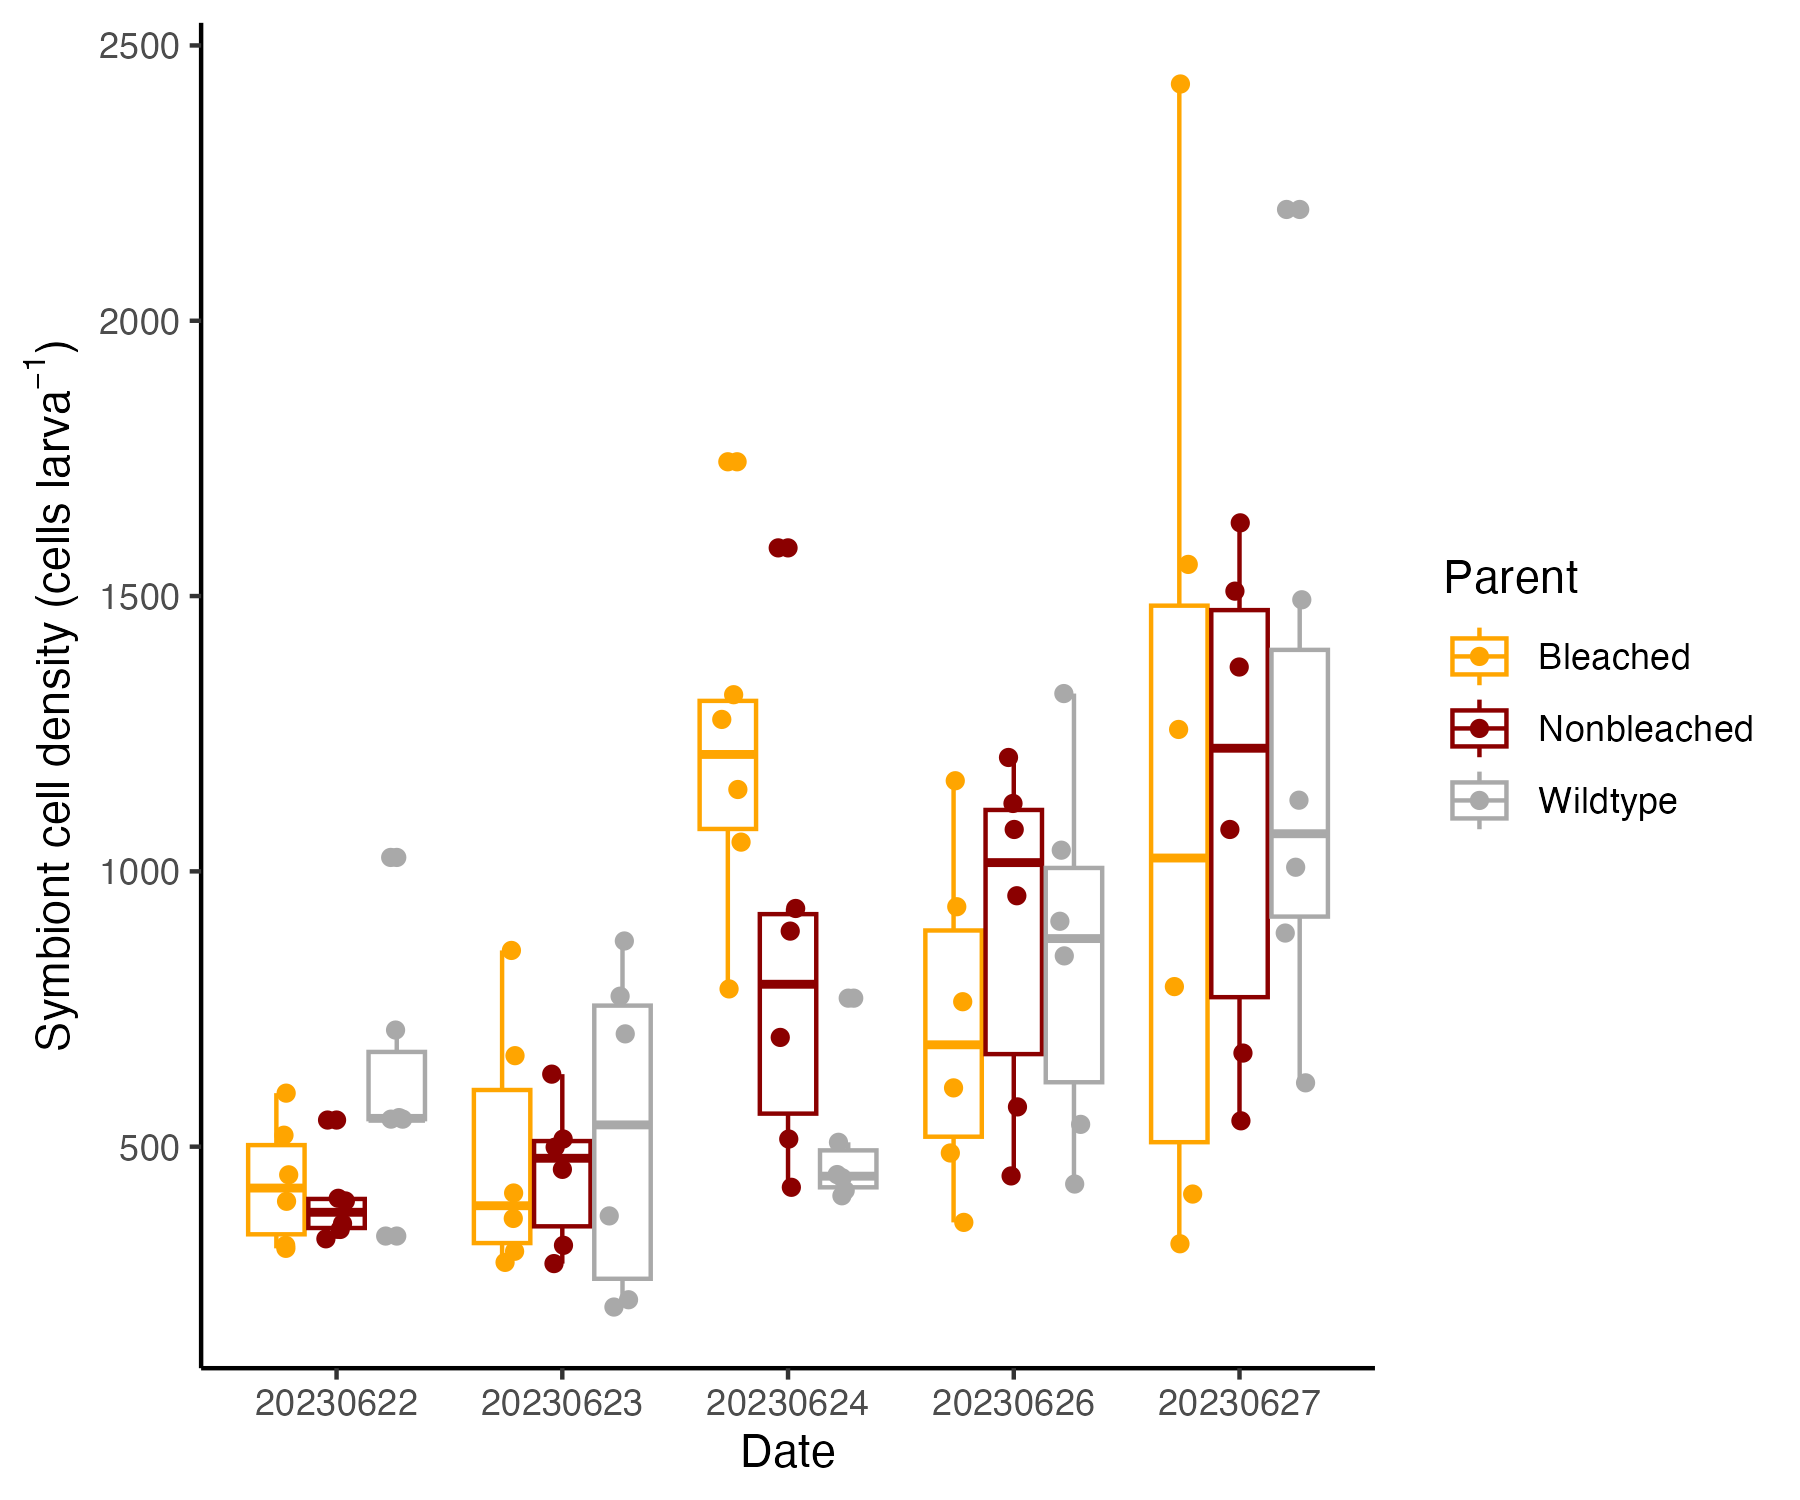 Symbiont cell density (cells larva⁻¹)
2500
2000
1500
1000
500
20230622
20230623
20230624
20230626
20230627
Date
Parent
Bleached
Nonbleached
Wildtype